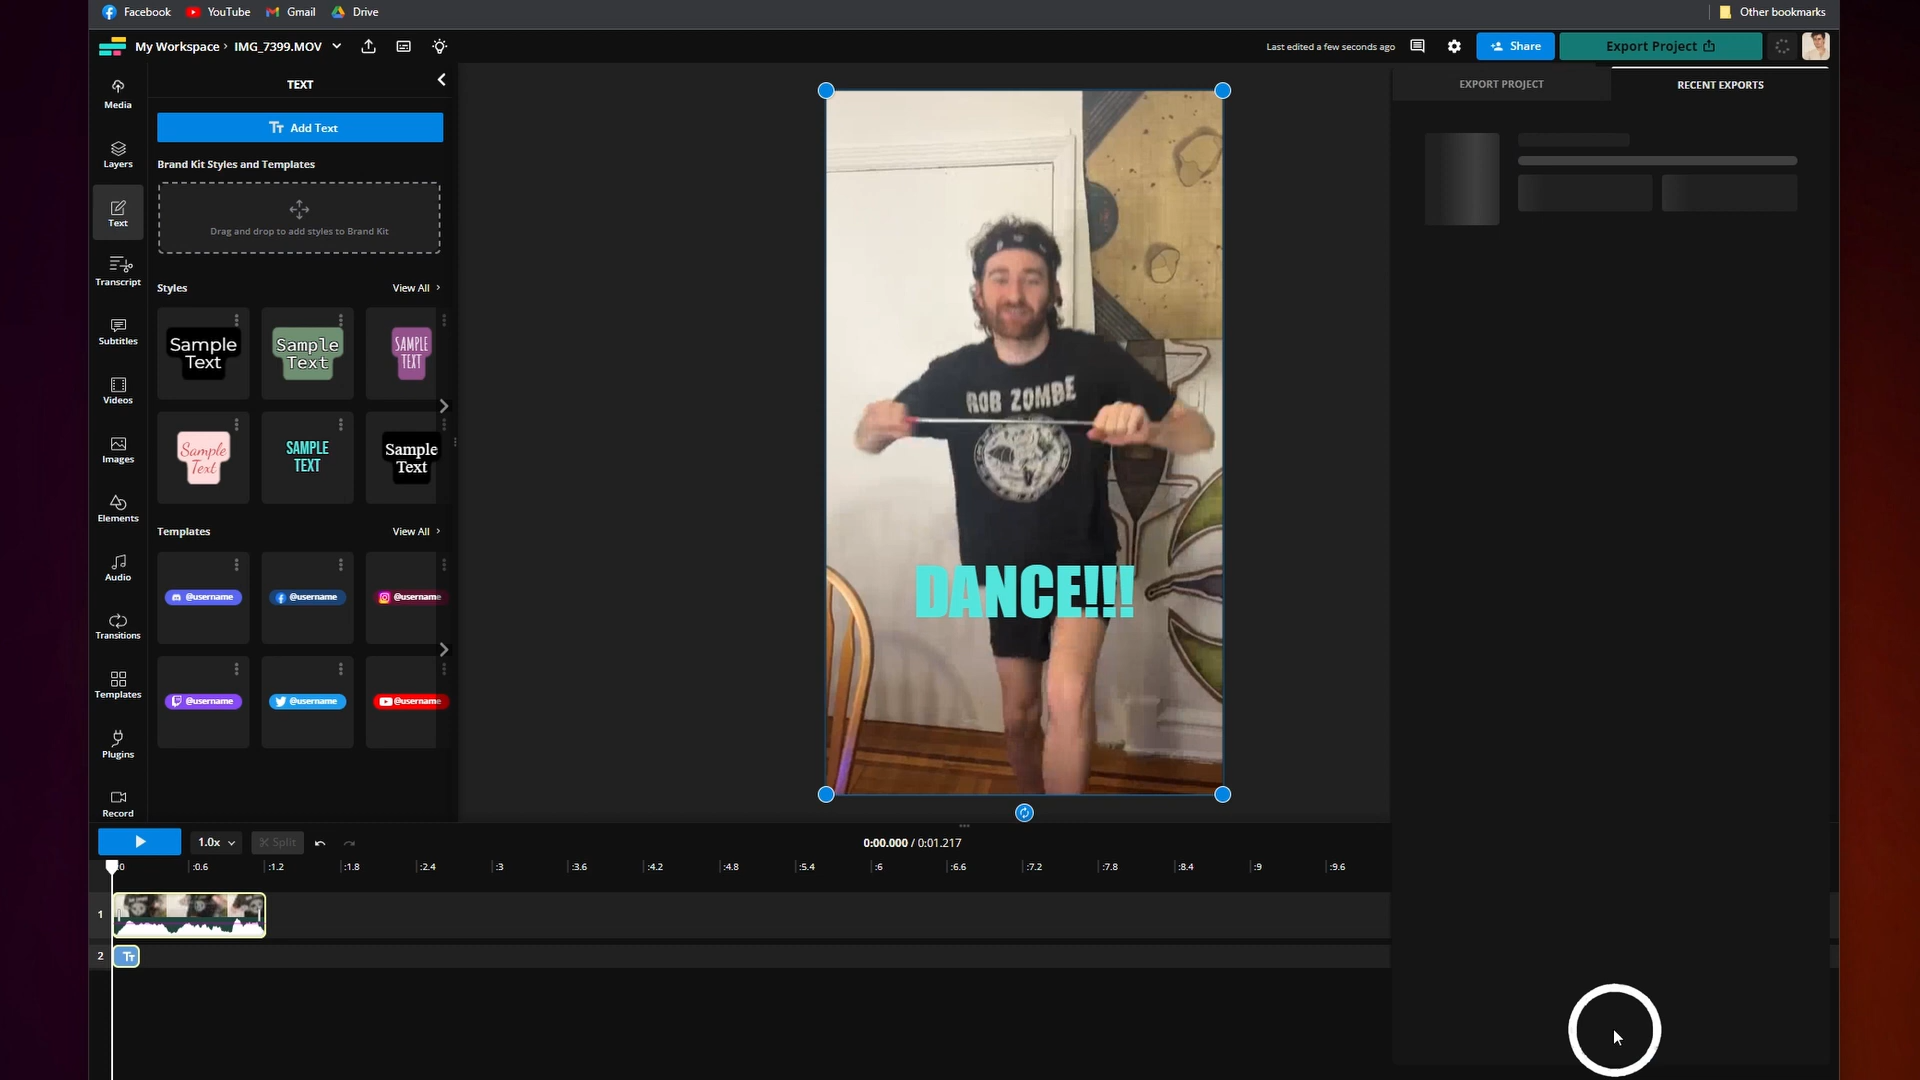 Facebook YouTube Gmail Drive Other bookmarks
My Workspace › IMG_7399.MOV
Last edited a few seconds ago Share Export Project
Media
Layers
Text
Transcript
Subtitles
Videos
Images
Elements
Audio
Transitions
Templates
Plugins
Record
TEXT
Add Text
Brand Kit Styles and Templates
Drag and drop to add styles to Brand Kit
Styles View All
Sample Text
Sample Text
SAMPLE TEXT
Sample Text
SAMPLE TEXT
Sample Text
Templates View All
@username @username @username
@username @username @username
ROB ZOMBE
DANCE!!!
EXPORT PROJECT RECENT EXPORTS
1.0x Split 0:00.000 / 0:01.217
:0 :0.6 :1.2 :1.8 :2.4 :3 :3.6 :4.2 :4.8 :5.4 :6 :6.6 :7.2 :7.8 :8.4 :9 :9.6
1
2 Tт